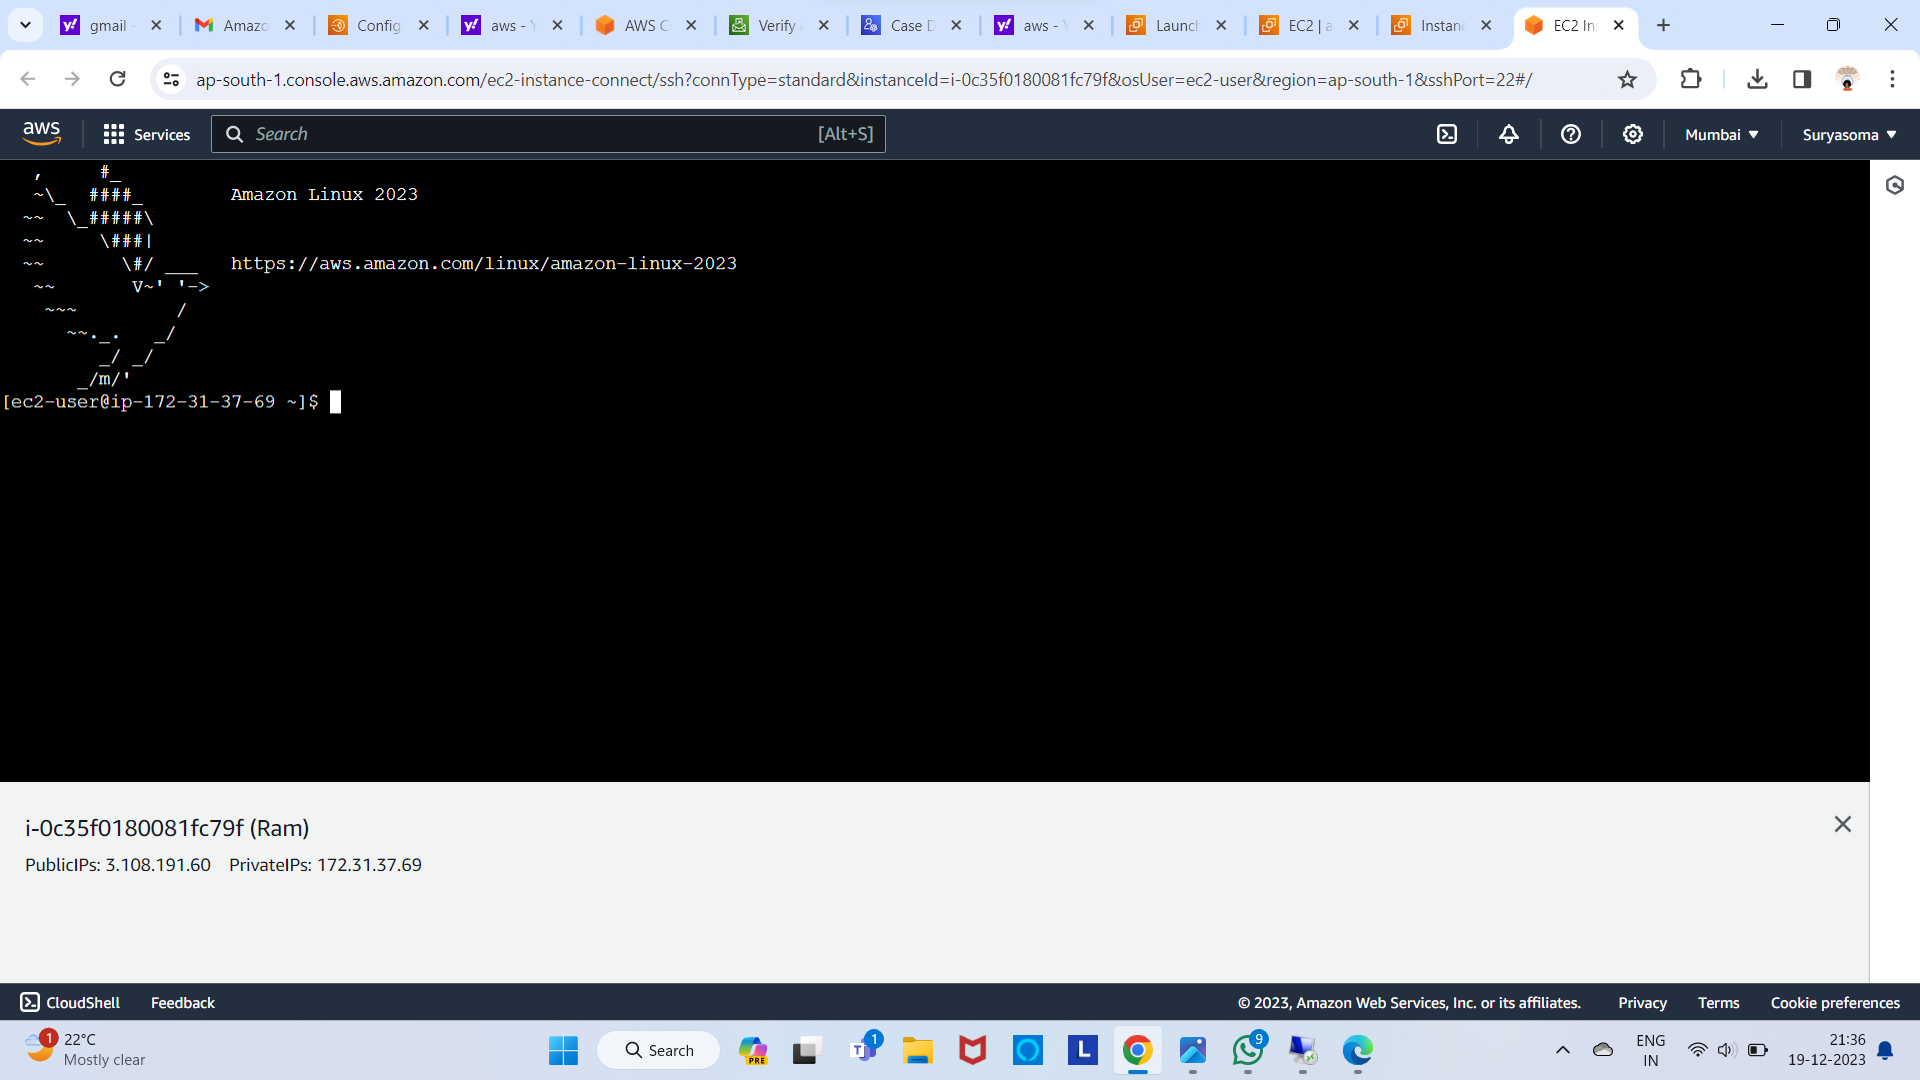 gmail -
Amazo
Config
aws - Y
AWS C
Verify
Case D
aws - Y
Launch
EC2 | a
Instanc
EC2 Ins
ap-south-1.console.aws.amazon.com/ec2-instance-connect/ssh?connType=standard&instanceId=i-0c35f0180081fc79f&osUser=ec2-user&region=ap-south-1&sshPort=22#/
aws
Services
Search
[Alt+S]
Mumbai ▼
Suryasoma ▼
   ,     #_
   ~\_  ####_        Amazon Linux 2023
  ~~  \_#####\
  ~~     \###|
  ~~       \#/ ___   https://aws.amazon.com/linux/amazon-linux-2023
   ~~       V~' '->
    ~~~         /
      ~~._.   _/
         _/ _/
       _/m/'
[ec2-user@ip-172-31-37-69 ~]$
i-0c35f0180081fc79f (Ram)
PublicIPs: 3.108.191.60 PrivateIPs: 172.31.37.69
CloudShell
Feedback
© 2023, Amazon Web Services, Inc. or its affiliates.
Privacy
Terms
Cookie preferences
1
22°C
Mostly clear
Search
PRE
1
L
9
ENG
IN
21:36
19-12-2023